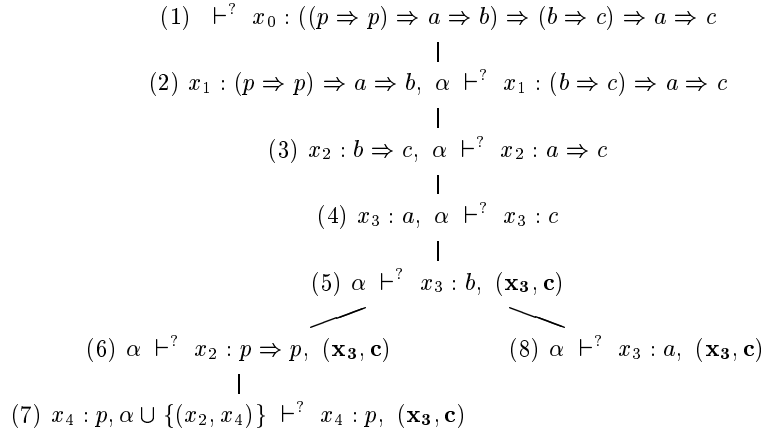 (1) ⊢? x₀ : ((p ⇒ p) ⇒ a ⇒ b) ⇒ (b ⇒ c) ⇒ a ⇒ c
(2) x₁ : (p ⇒ p) ⇒ a ⇒ b, α ⊢? x₁ : (b ⇒ c) ⇒ a ⇒ c
(3) x₂ : b ⇒ c, α ⊢? x₂ : a ⇒ c
(4) x₃ : a, α ⊢? x₃ : c
(5) α ⊢? x₃ : b, (x₃, c)
(6) α ⊢? x₂ : p ⇒ p, (x₃, c) (8) α ⊢? x₃ : a, (x₃, c)
(7) x₄ : p, α ∪ {(x₂, x₄)} ⊢? x₄ : p, (x₃, c)